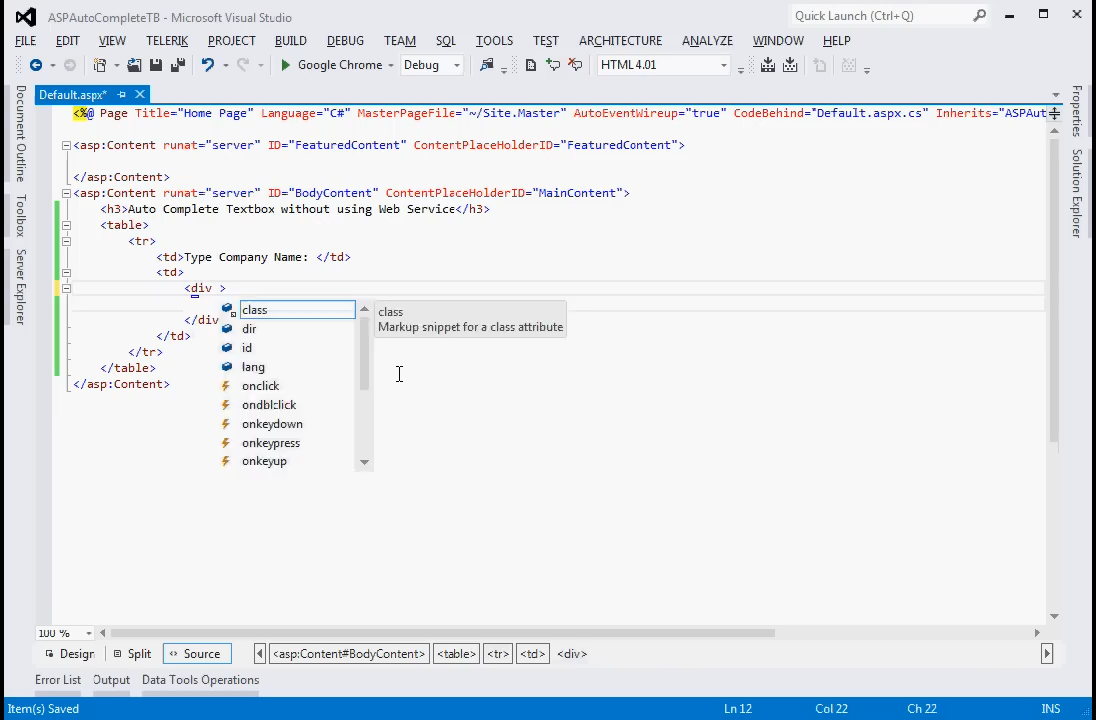 ASPAutoCompleteTB - Microsoft Visual Studio
Quick Launch (Ctrl+Q)
FILE EDIT VIEW TELERIK PROJECT BUILD DEBUG TEAM SQL TOOLS TEST ARCHITECTURE ANALYZE WINDOW HELP
Google Chrome Debug HTML 4.01
Default.aspx*
Document Outline
Toolbox
Server Explorer
Properties
Solution Explorer
<%@ Page Title="Home Page" Language="C#" MasterPageFile="~/Site.Master" AutoEventWireup="true" CodeBehind="Default.aspx.cs" Inherits="ASPAut
<asp:Content runat="server" ID="FeaturedContent" ContentPlaceHolderID="FeaturedContent">
</asp:Content>
<asp:Content runat="server" ID="BodyContent" ContentPlaceHolderID="MainContent">
<h3>Auto Complete Textbox without using Web Service</h3>
<table>
<tr>
<td>Type Company Name: </td>
<td>
<div >
</div
</td>
</tr>
</table>
</asp:Content>
class
dir
id
lang
onclick
ondblclick
onkeydown
onkeypress
onkeyup
class
Markup snippet for a class attribute
100 %
Design Split Source <asp:Content#BodyContent> <table> <tr> <td> <div>
Error List Output Data Tools Operations
Item(s) Saved Ln 12 Col 22 Ch 22 INS